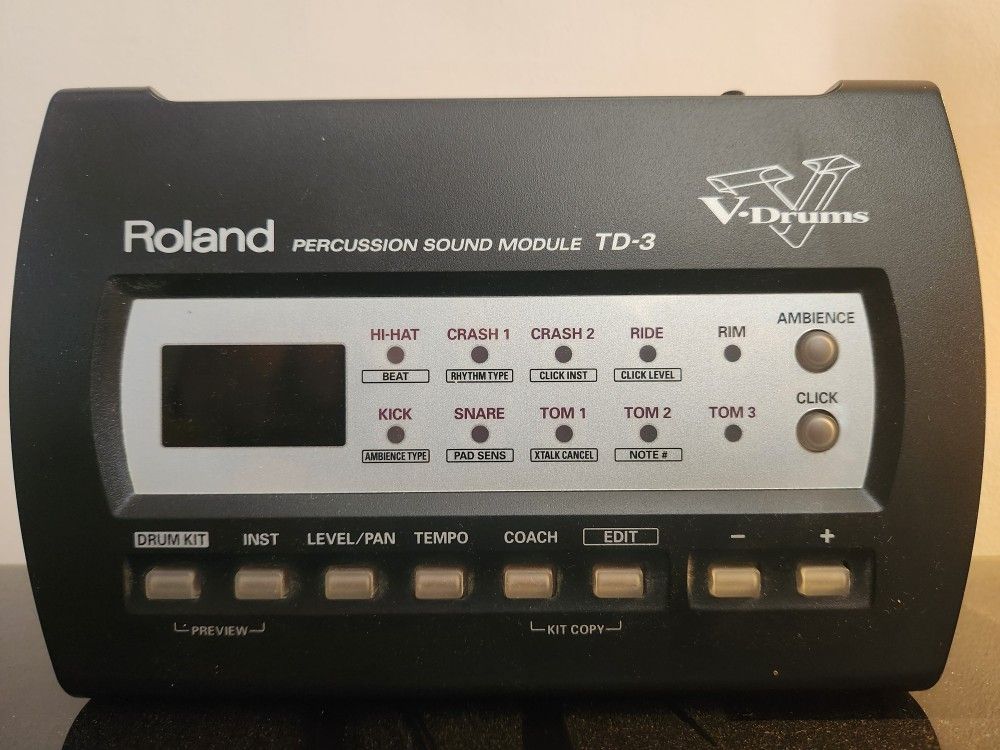 V-Drums
Roland PERCUSSION SOUND MODULE TD-3
AMBIENCE
HI-HAT CRASH 1 CRASH 2 RIDE RIM
BEAT RHYTHM TYPE CLICK INST CLICK LEVEL
CLICK
KICK SNARE TOM 1 TOM 2 TOM 3
AMBIENCE TYPE PAD SENS XTALK CANCEL NOTE #
DRUM KIT INST LEVEL/PAN TEMPO COACH EDIT − +
PREVIEW KIT COPY